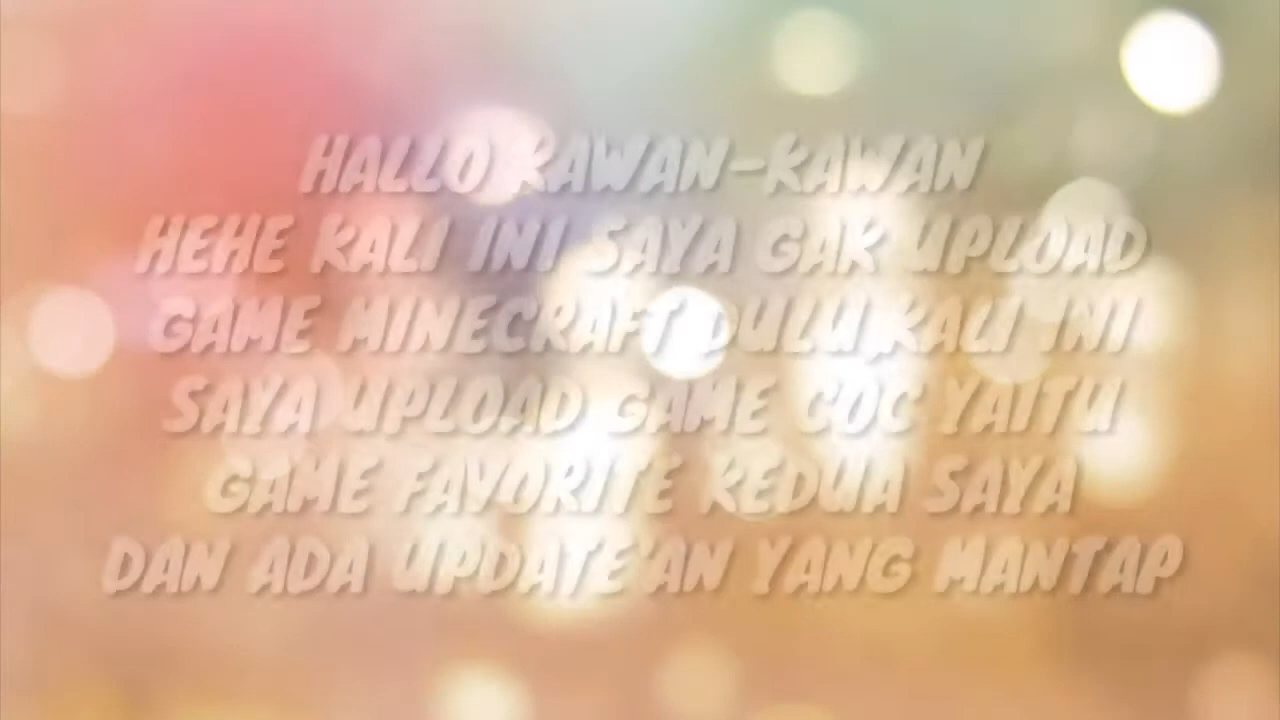 HALLO KAWAN-KAWAN
HEHE KALI INI SAYA GAK UPLOAD
GAME MINECRAFT DULU,KALI INI
SAYA UPLOAD GAME COC YAITU
GAME FAVORITE KEDUA SAYA
DAN ADA UPDATE'AN YANG MANTAP